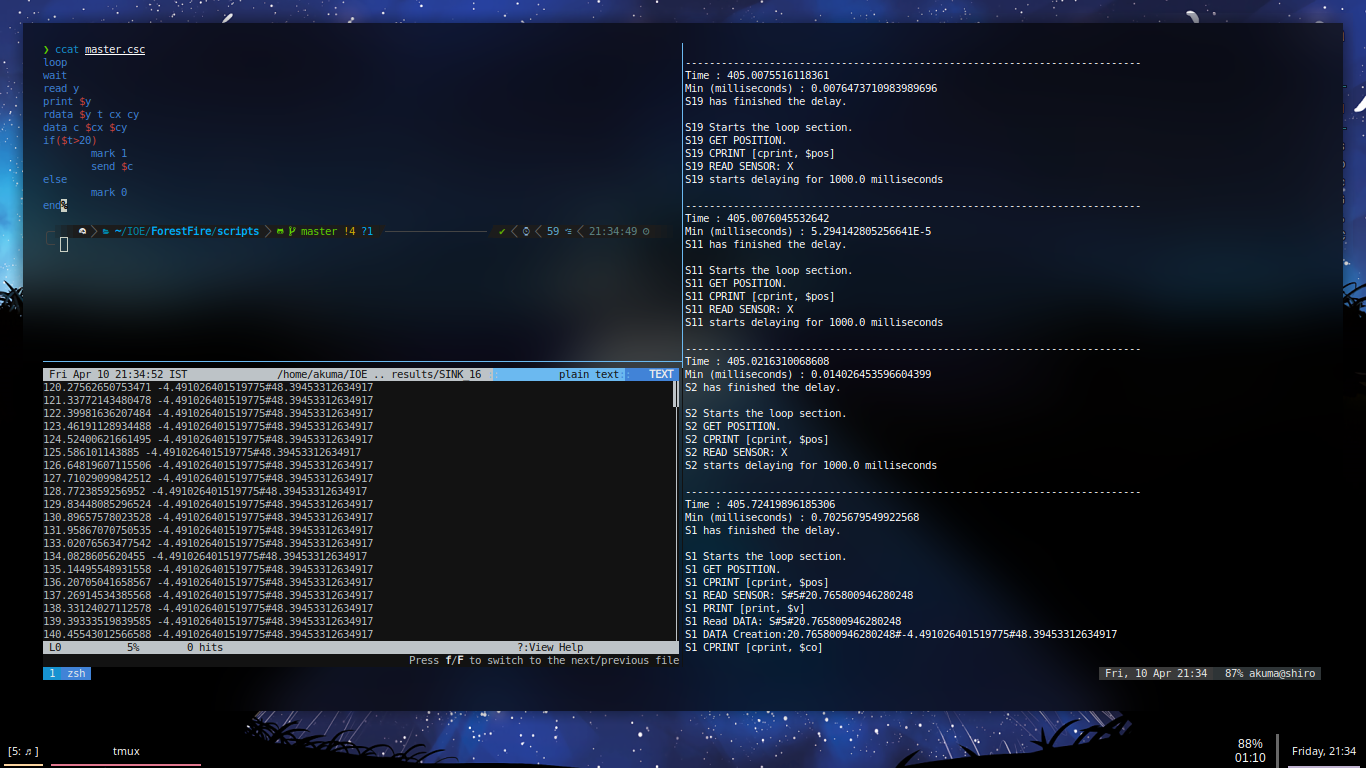 ❯ ccat master.csc
loop
wait
read y
print $y
rdata $y t cx cy
data c $cx $cy
if($t>20)
mark 1
send $c
else
mark 0
end%
~/IOE/ForestFire/scripts master !4 ?1 ✔ 59 21:34:49
Fri Apr 10 21:34:52 IST /home/akuma/IOE .. results/SINK_16 plain text TEXT
120.27562650753471 -4.491026401519775#48.39453312634917
121.33772143480478 -4.491026401519775#48.39453312634917
122.39981636207484 -4.491026401519775#48.39453312634917
123.46191128934488 -4.491026401519775#48.39453312634917
124.52400621661495 -4.491026401519775#48.39453312634917
125.586101143885 -4.491026401519775#48.39453312634917
126.64819607115506 -4.491026401519775#48.39453312634917
127.71029099842512 -4.491026401519775#48.39453312634917
128.7723859256952 -4.491026401519775#48.39453312634917
129.83448085296524 -4.491026401519775#48.39453312634917
130.89657578023528 -4.491026401519775#48.39453312634917
131.95867070750535 -4.491026401519775#48.39453312634917
133.02076563477542 -4.491026401519775#48.39453312634917
134.0828605620455 -4.491026401519775#48.39453312634917
135.14495548931558 -4.491026401519775#48.39453312634917
136.20705041658567 -4.491026401519775#48.39453312634917
137.26914534385568 -4.491026401519775#48.39453312634917
138.33124027112578 -4.491026401519775#48.39453312634917
139.39333519839585 -4.491026401519775#48.39453312634917
140.45543012566588 -4.491026401519775#48.39453312634917
L0 5% 0 hits ?:View Help
Press f/F to switch to the next/previous file
----------------------------------------------------------------------------
Time : 405.0075516118361
Min (milliseconds) : 0.0076473710983989696
S19 has finished the delay.
S19 Starts the loop section.
S19 GET POSITION.
S19 CPRINT [cprint, $pos]
S19 READ SENSOR: X
S19 starts delaying for 1000.0 milliseconds
----------------------------------------------------------------------------
Time : 405.0076045532642
Min (milliseconds) : 5.294142805256641E-5
S11 has finished the delay.
S11 Starts the loop section.
S11 GET POSITION.
S11 CPRINT [cprint, $pos]
S11 READ SENSOR: X
S11 starts delaying for 1000.0 milliseconds
----------------------------------------------------------------------------
Time : 405.0216310068608
Min (milliseconds) : 0.014026453596604399
S2 has finished the delay.
S2 Starts the loop section.
S2 GET POSITION.
S2 CPRINT [cprint, $pos]
S2 READ SENSOR: X
S2 starts delaying for 1000.0 milliseconds
----------------------------------------------------------------------------
Time : 405.72419896185306
Min (milliseconds) : 0.7025679549922568
S1 has finished the delay.
S1 Starts the loop section.
S1 GET POSITION.
S1 CPRINT [cprint, $pos]
S1 READ SENSOR: S#5#20.765800946280248
S1 PRINT [print, $v]
S1 Read DATA: S#5#20.765800946280248
S1 DATA Creation:20.765800946280248#-4.491026401519775#48.39453312634917
S1 CPRINT [cprint, $co]
1 zsh
Fri, 10 Apr 21:34 87% akuma@shiro
[5: ♬]
tmux
88%
01:10
Friday, 21:34